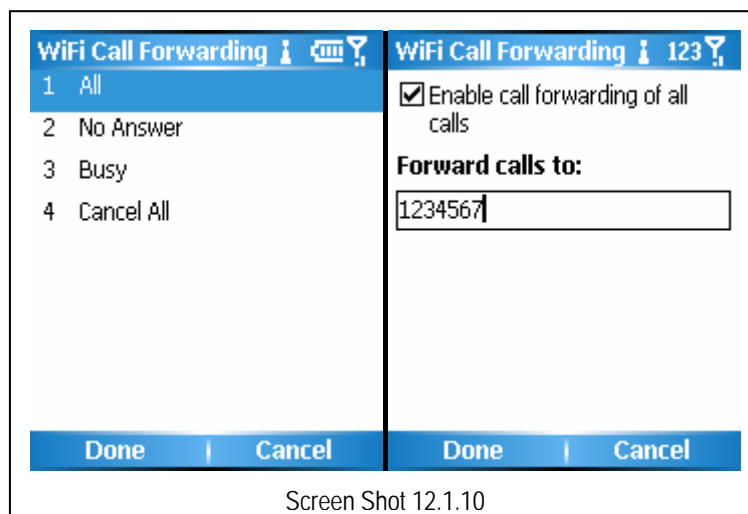 WiFi Call Forwarding
1 All
2 No Answer
3 Busy
4 Cancel All
Done Cancel
WiFi Call Forwarding 123
Enable call forwarding of all
calls
Forward calls to:
1234567
Done Cancel
Screen Shot 12.1.10